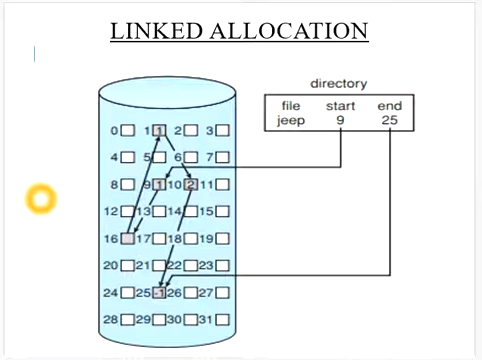 LINKED ALLOCATION
directory
file start end
jeep 9 25
0 1 1 2 3
4 5 6 7
8 9 1 10 2 11
12 13 14 15
16 17 18 19
20 21 22 23
24 25 -1 26 27
28 29 30 31